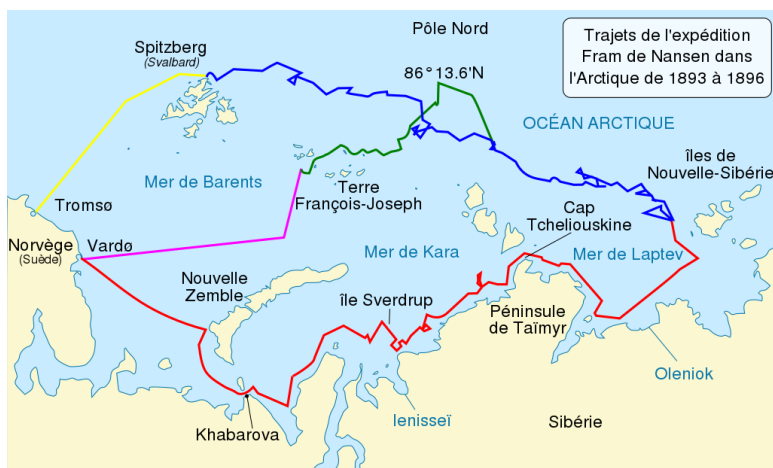 Trajets de l'expédition
Fram de Nansen dans
l'Arctique de 1893 à 1896
Pôle Nord
Spitzberg
(Svalbard)
86°13.6'N
OCÉAN ARCTIQUE
îles de
Nouvelle-Sibérie
Mer de Barents
Terre
François-Joseph
Tromsø
Cap
Tcheliouskine
Norvège
(Suède)
Vardø
Mer de Kara
Mer de Laptev
Nouvelle
Zemble
île Sverdrup
Péninsule
de Taïmyr
Oleniok
Ienisseï
Sibérie
Khabarova